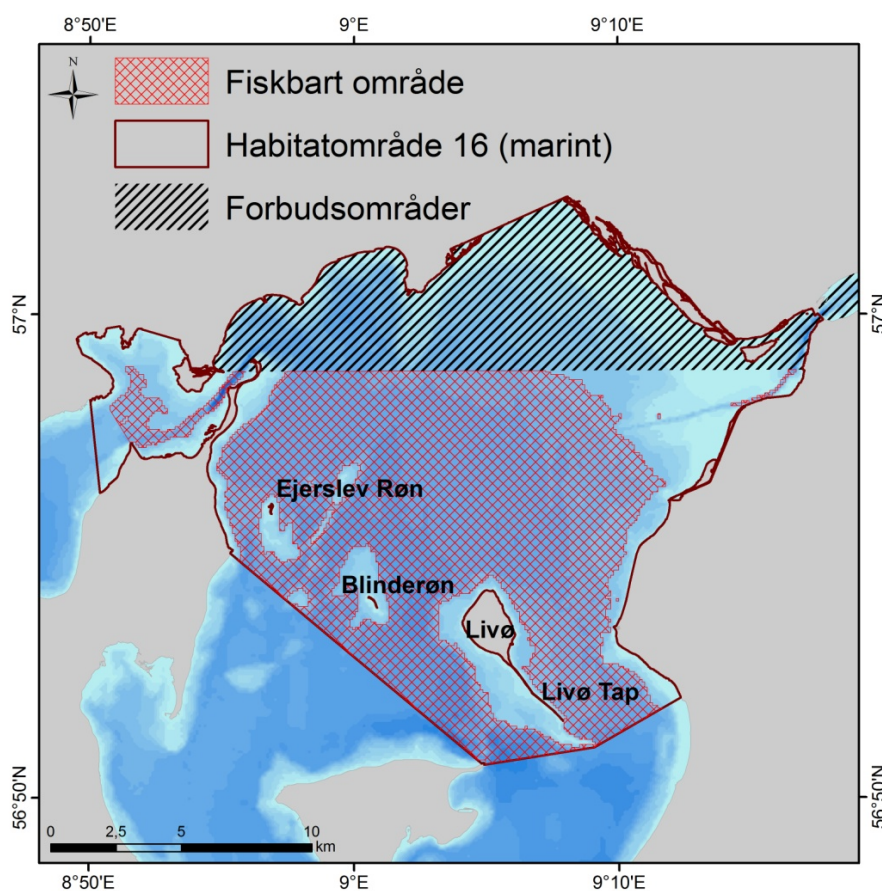 8°50'E
9°E
9°10'E
N
Fiskbart område
Habitatområde 16 (marint)
Forbudsområder
57°N
57°N
Ejerslev Røn
Blinderøn
Livø
Livø Tap
56°50'N
56°50'N
0
2,5
5
10
km
8°50'E
9°E
9°10'E